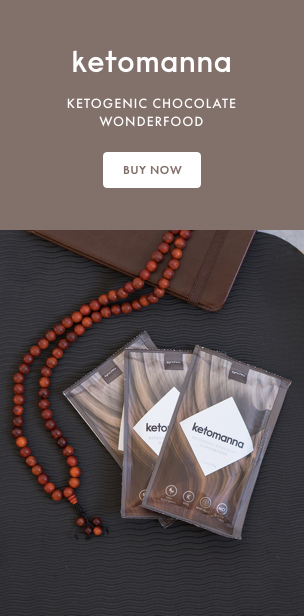 ketomanna
KETOGENIC CHOCOLATE
WONDERFOOD
BUY NOW
ketomanna
keto